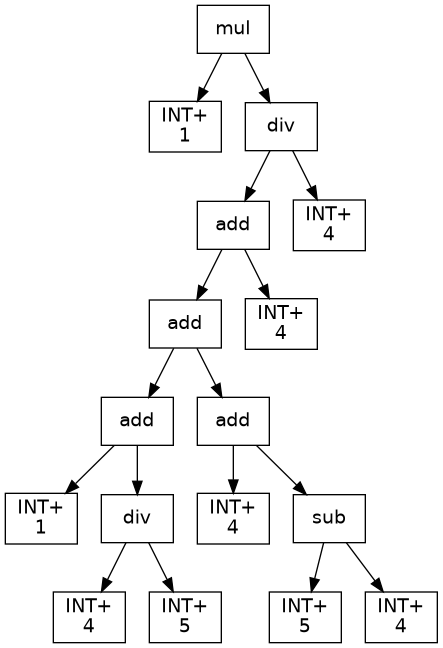 mul
INT+
1
div
add
INT+
4
add
INT+
4
add
add
INT+
1
div
INT+
4
sub
INT+
4
INT+
5
INT+
5
INT+
4